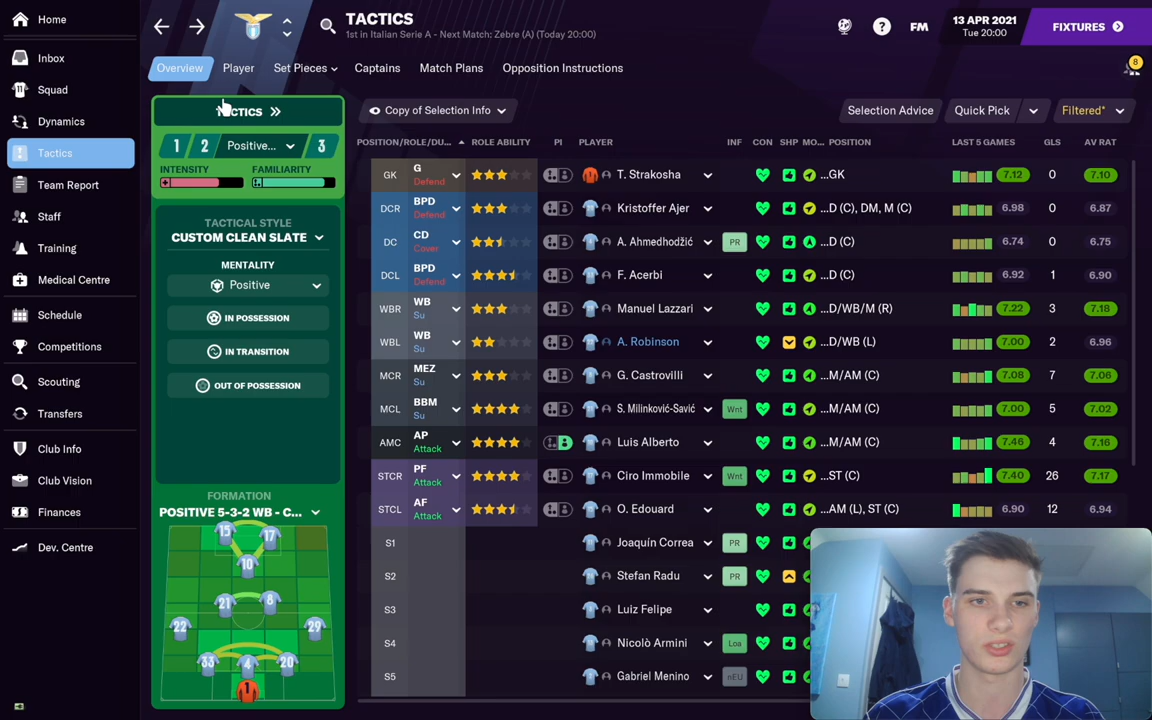 Home
Inbox
Squad
Dynamics
Tactics
Team Report
Staff
Training
Medical Centre
Schedule
Competitions
Scouting
Transfers
Club Info
Club Vision
Finances
Dev. Centre
TACTICS
1st in Italian Serie A - Next Match: Zebre (A) (Today 20:00)
? FM
13 APR 2021
Tue 20:00
FIXTURES
8
Overview Player Set Pieces Captains Match Plans Opposition Instructions
TACTICS
1 2 Positive... 3
INTENSITY FAMILIARITY
TACTICAL STYLE
CUSTOM CLEAN SLATE
MENTALITY
Positive
IN POSSESSION
IN TRANSITION
OUT OF POSSESSION
FORMATION
POSITIVE 5-3-2 WB - C...
15 17
10
21 8
22 29
33 4 20
1
Copy of Selection Info Selection Advice Quick Pick Filtered*
POSITION/ROLE/DU... ROLE ABILITY PI PLAYER INF CON SHP MO... POSITION LAST 5 GAMES GLS AV RAT
GK G Defend T. Strakosha ...GK 7.12 0 7.10
DCR BPD Defend Kristoffer Ajer ...D (C), DM, M (C) 6.98 0 6.87
DC CD Cover A. Ahmedhodžić PR ...D (C) 6.74 0 6.75
DCL BPD Defend F. Acerbi ...D (C) 6.92 1 6.90
WBR WB Su Manuel Lazzari ...D/WB/M (R) 7.22 3 7.18
WBL WB Su A. Robinson ...D/WB (L) 7.00 2 6.96
MCR MEZ Su G. Castrovilli ...M/AM (C) 7.08 7 7.06
MCL BBM Su S. Milinković-Savić Wnt ...M/AM (C) 7.00 5 7.02
AMC AP Attack Luis Alberto ...M/AM (C) 7.46 4 7.16
STCR PF Attack Ciro Immobile Wnt ...ST (C) 7.40 26 7.17
STCL AF Attack O. Edouard ...AM (L), ST (C) 6.90 12 6.94
S1 Joaquín Correa PR
S2 Stefan Radu PR
S3 Luiz Felipe
S4 Nicolò Armini Loa
S5 Gabriel Menino nEU